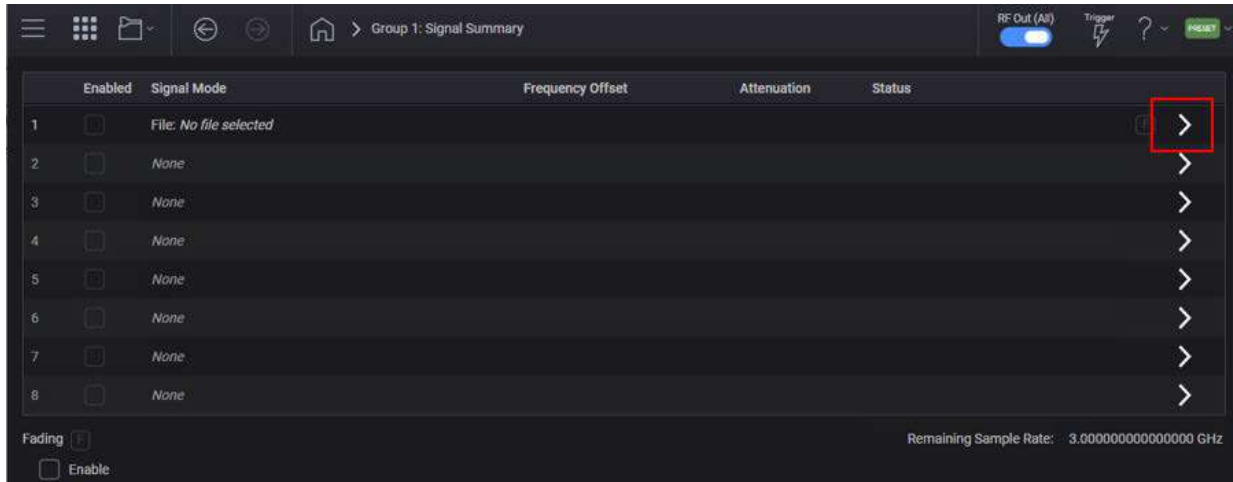 Group 1: Signal Summary
RF Out (All)
Trigger
?
PRESET
Enabled Signal Mode Frequency Offset Attenuation Status
1 File: No file selected F
2 None
3 None
4 None
5 None
6 None
7 None
8 None
Fading F
Remaining Sample Rate: 3.000000000000000 GHz
Enable